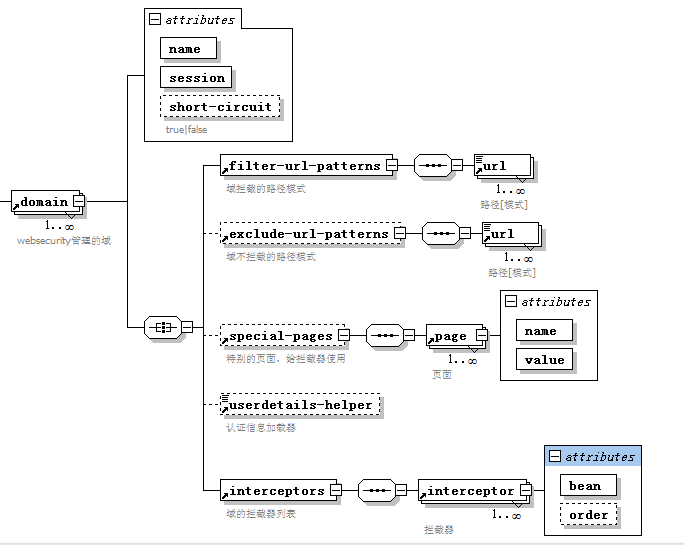 attributes
name
session
short-circuit
true|false
domain
1..∞
websecurity管理的域
filter-url-patterns
域拦截的路径模式
url
1..∞
路径[模式]
exclude-url-patterns
域不拦截的路径模式
url
1..∞
路径[模式]
special-pages
特别的页面，给拦截器使用
page
1..∞
页面
attributes
name
value
userdetails-helper
认证信息加载器
interceptors
域的拦截器列表
interceptor
1..∞
拦截器
attributes
bean
order